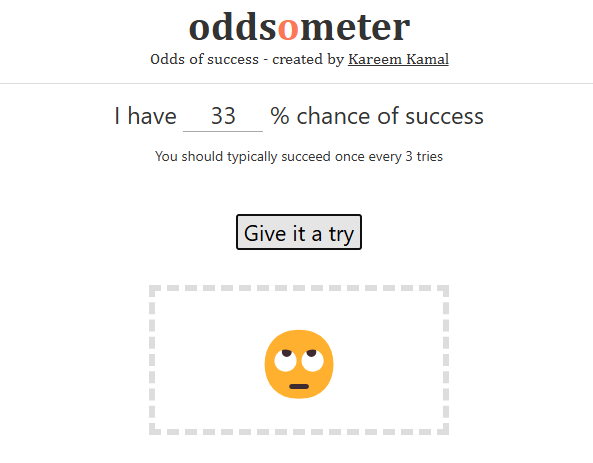 oddsometer
Odds of success - created by Kareem Kamal
I have 33 % chance of success
You should typically succeed once every 3 tries
Give it a try